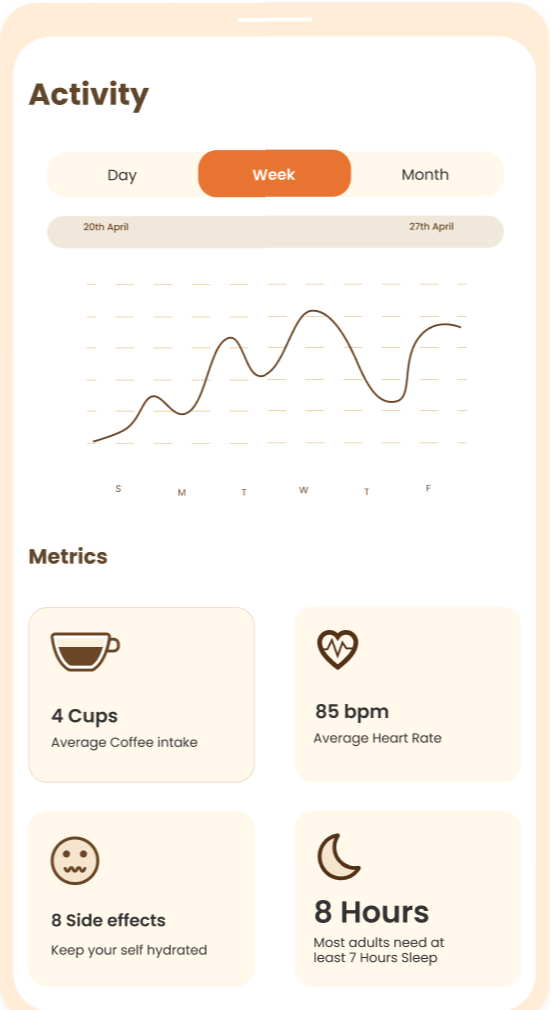 Activity
Day Week Month
20th April 27th April
S M T W T F
Metrics
4 Cups
Average Coffee intake
85 bpm
Average Heart Rate
8 Side effects
Keep your self hydrated
8 Hours
Most adults need at
least 7 Hours Sleep